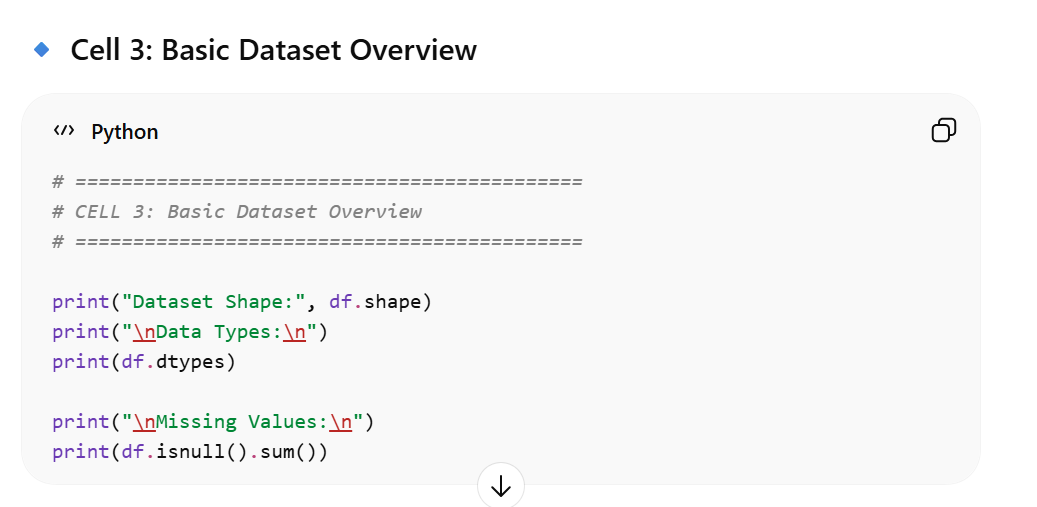 Cell 3: Basic Dataset Overview
Python
# ============================================
# CELL 3: Basic Dataset Overview
# ============================================
print("Dataset Shape:", df.shape)
print("\nData Types:\n")
print(df.dtypes)
print("\nMissing Values:\n")
print(df.isnull().sum())